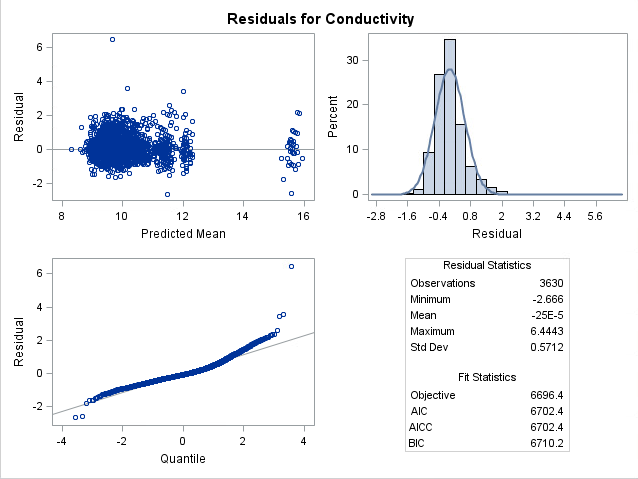 Residuals for Conductivity
6
4
2
0
-2
Residual
8 10 12 14 16
Predicted Mean
30
20
10
0
Percent
-2.8 -1.6 -0.4 0.8 2 3.2 4.4 5.6
Residual
6
4
2
0
-2
Residual
-4 -2 0 2 4
Quantile
Residual Statistics
Observations 3630
Minimum -2.666
Mean -25E-5
Maximum 6.4443
Std Dev 0.5712
Fit Statistics
Objective 6696.4
AIC 6702.4
AICC 6702.4
BIC 6710.2